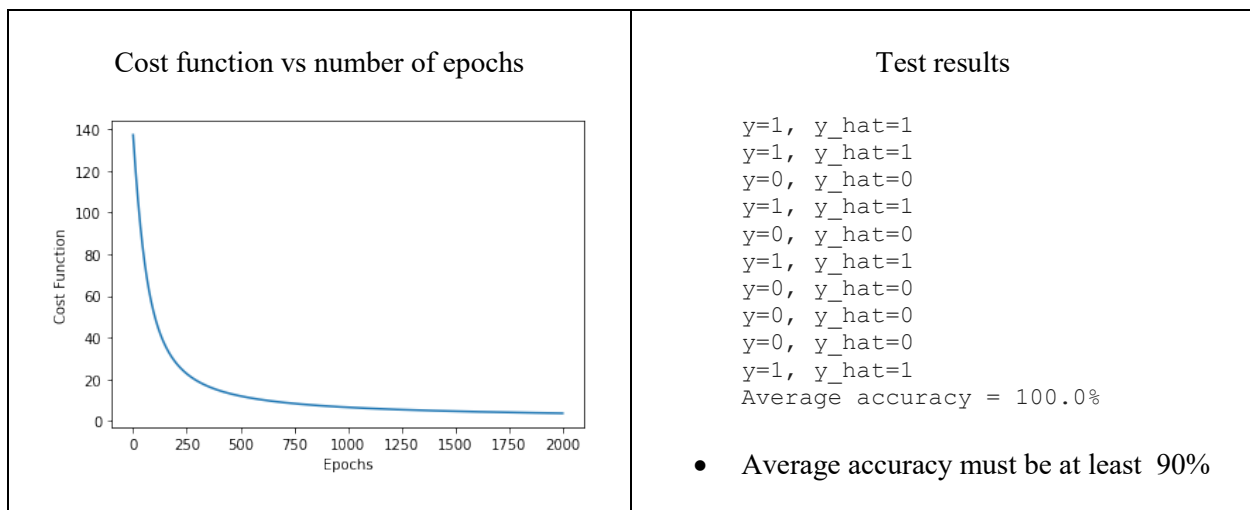 Cost function vs number of epochs
140
120
100
80
60
40
20
0
Cost Function
0 250 500 750 1000 1250 1500 1750 2000
Epochs
Test results
y=1, y_hat=1
y=1, y_hat=1
y=0, y_hat=0
y=1, y_hat=1
y=0, y_hat=0
y=1, y_hat=1
y=0, y_hat=0
y=0, y_hat=0
y=0, y_hat=0
y=1, y_hat=1
Average accuracy = 100.0%
• Average accuracy must be at least 90%